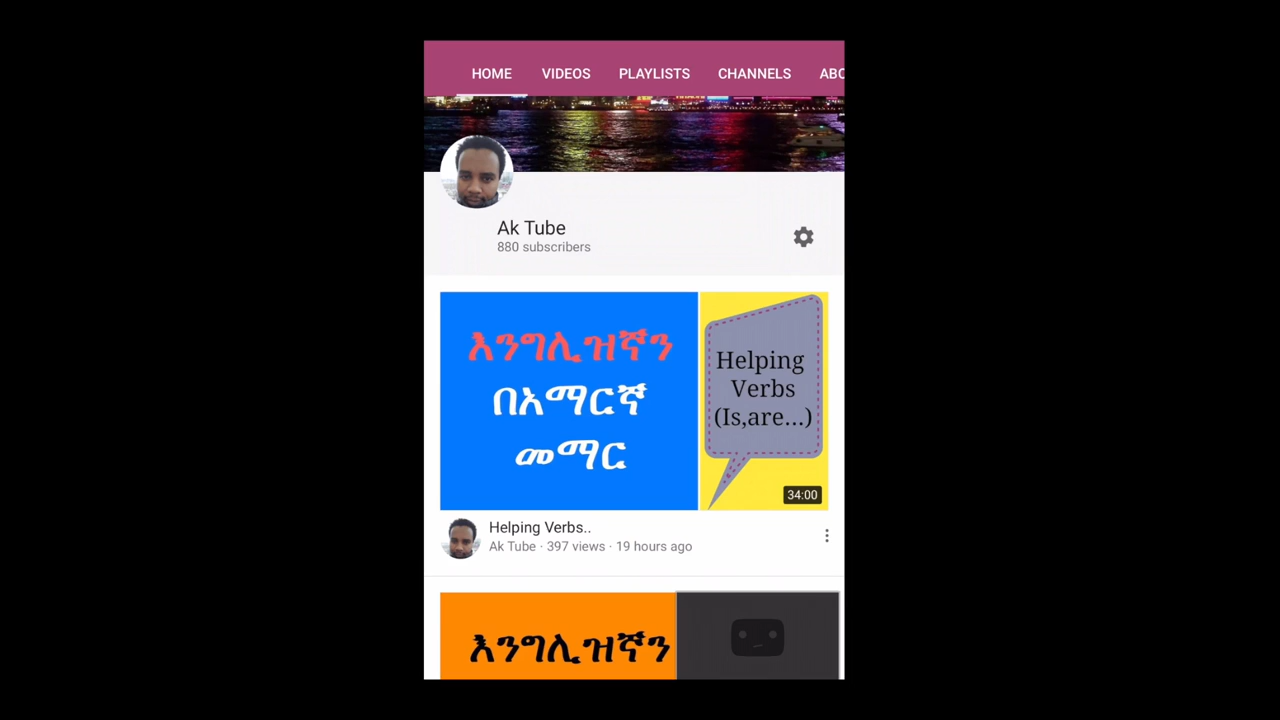 HOME VIDEOS PLAYLISTS CHANNELS ABO
Ak Tube
880 subscribers
እንግሊዝኛን
በአማርኛ
መማር
Helping
Verbs
(Is,are...)
34:00
Helping Verbs..
Ak Tube · 397 views · 19 hours ago
እንግሊዝኛን